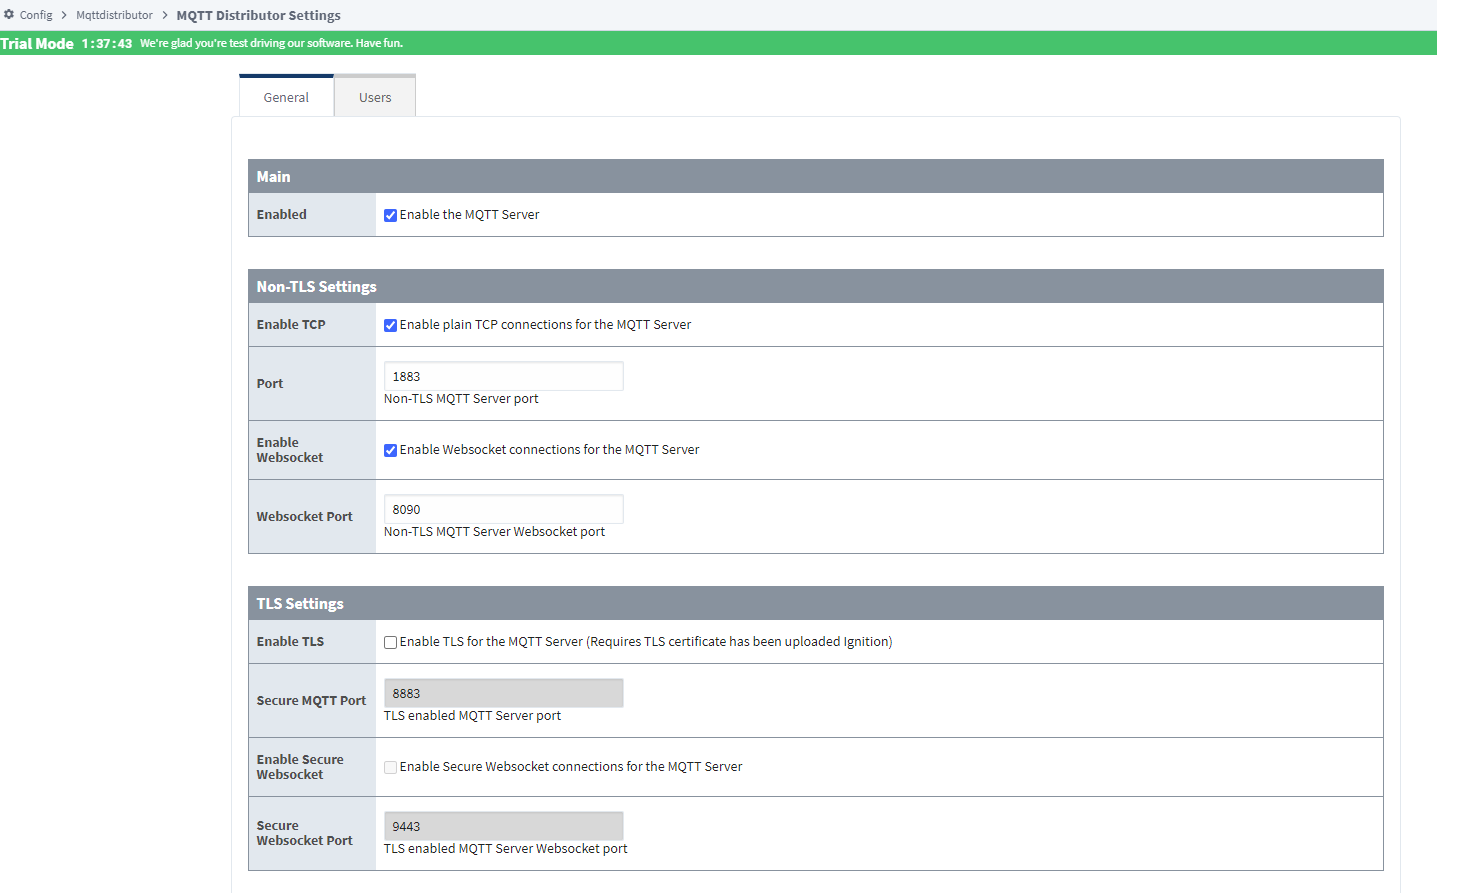 Config > Mqttdistributor > MQTT Distributor Settings
Trial Mode 1:37:43 We're glad you're test driving our software. Have fun.
General Users
Main
Enabled Enable the MQTT Server
Non-TLS Settings
Enable TCP Enable plain TCP connections for the MQTT Server
Port 1883
Non-TLS MQTT Server port
Enable
Websocket Enable Websocket connections for the MQTT Server
Websocket Port 8090
Non-TLS MQTT Server Websocket port
TLS Settings
Enable TLS Enable TLS for the MQTT Server (Requires TLS certificate has been uploaded Ignition)
Secure MQTT Port 8883
TLS enabled MQTT Server port
Enable Secure
Websocket Enable Secure Websocket connections for the MQTT Server
Secure
Websocket Port 9443
TLS enabled MQTT Server Websocket port